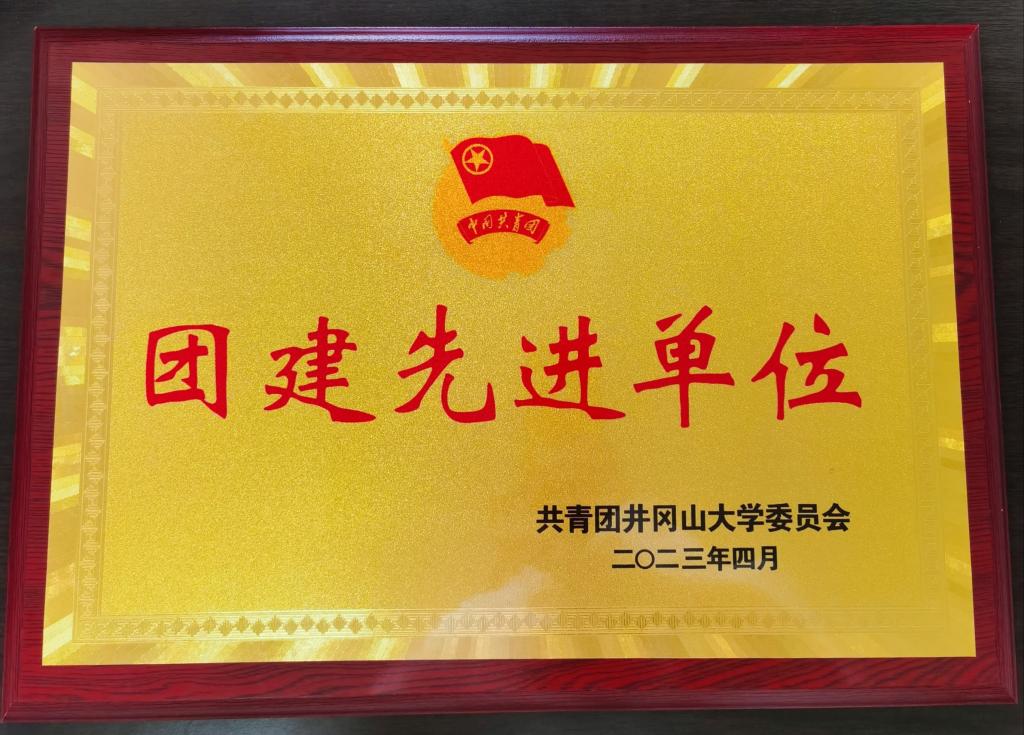 中国共青团
团建先进单位
共青团井冈山大学委员会
二〇二三年四月